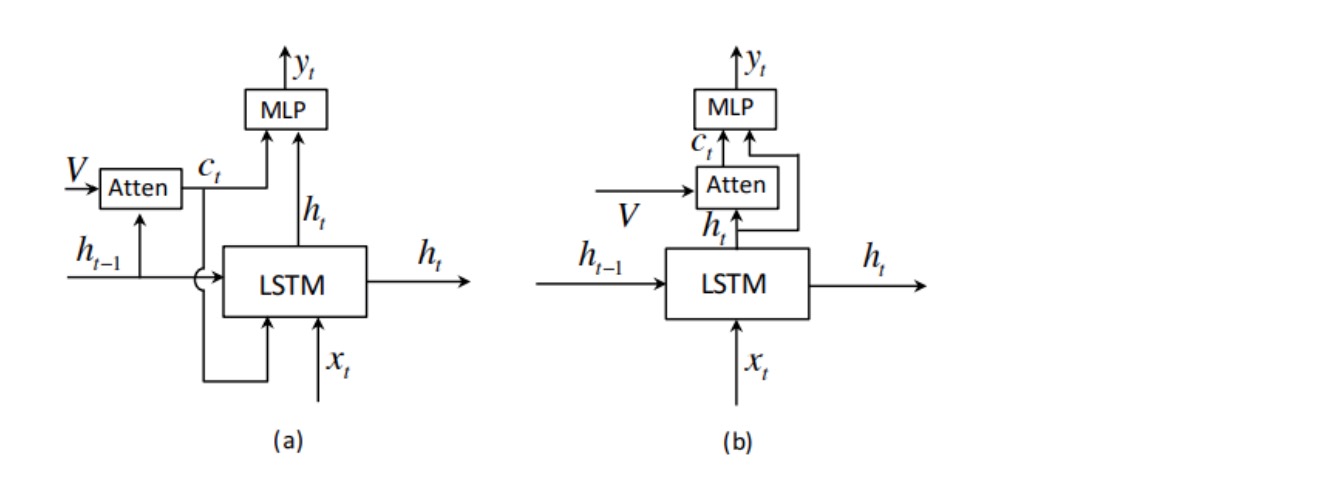 y_t
MLP
V
Atten
c_t
h_t
h_{t-1}
LSTM
h_t
x_t
(a)
y_t
MLP
c_t
Atten
V
h_t
h_{t-1}
LSTM
h_t
x_t
(b)